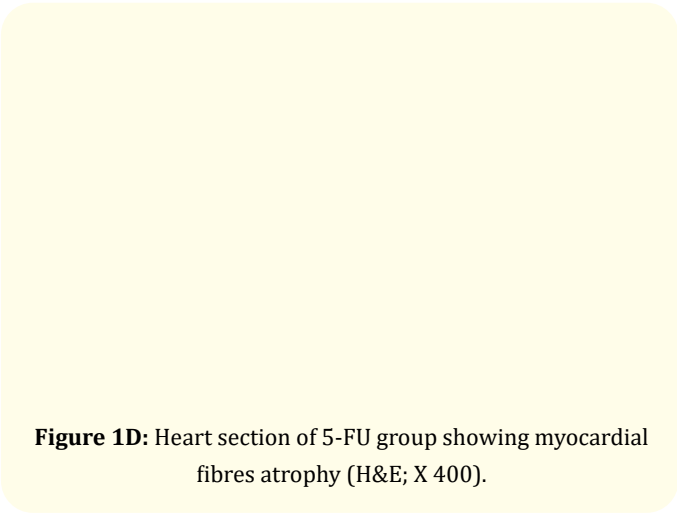 Figure 1D: Heart section of 5-FU group showing myocardial
fibres atrophy (H&E; X 400).